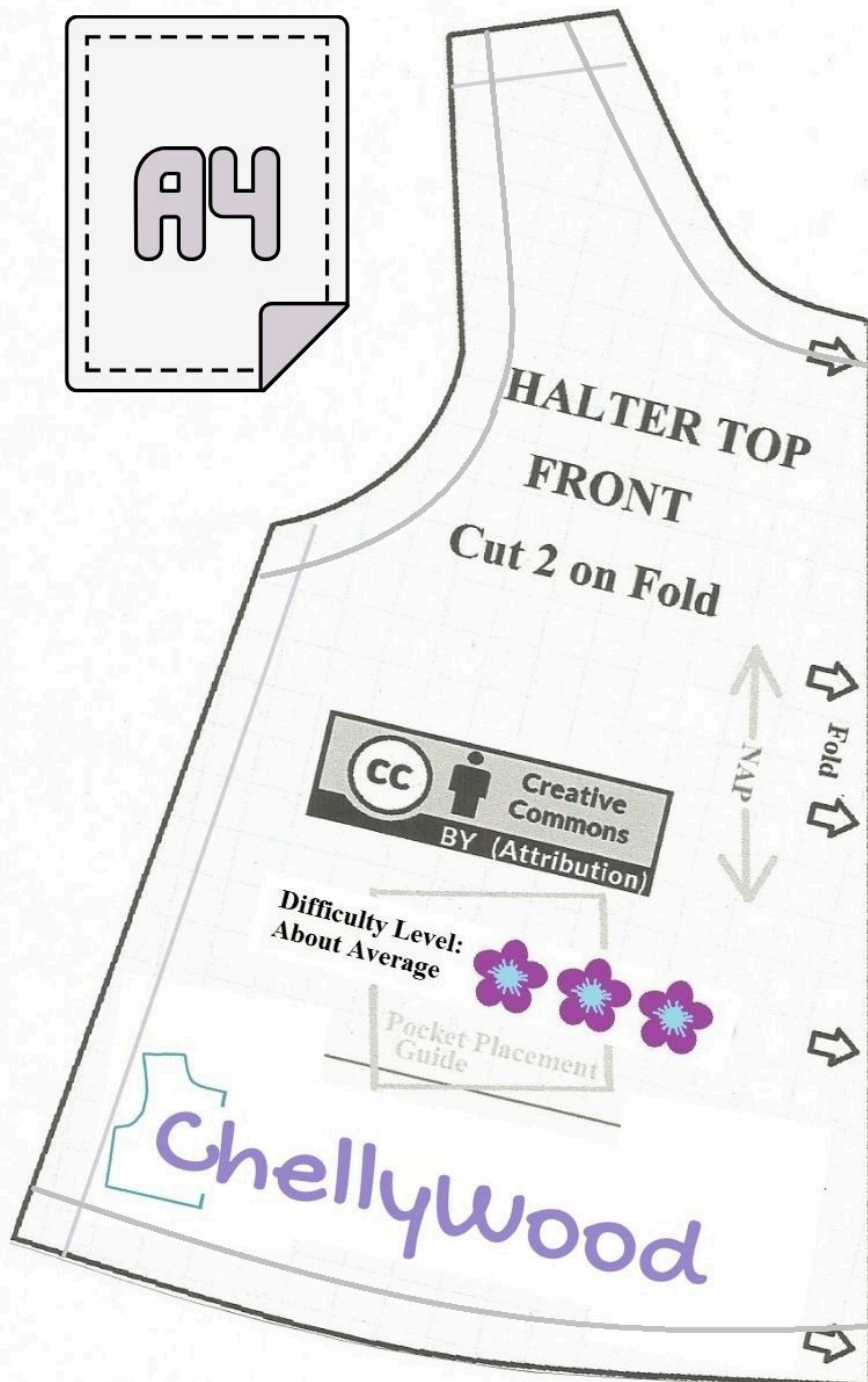 A4
HALTER TOP
FRONT
Cut 2 on Fold
NAP
Fold
cc
Creative
Commons
BY (Attribution)
Difficulty Level:
About Average
Pocket Placement
Guide
ChellyWood